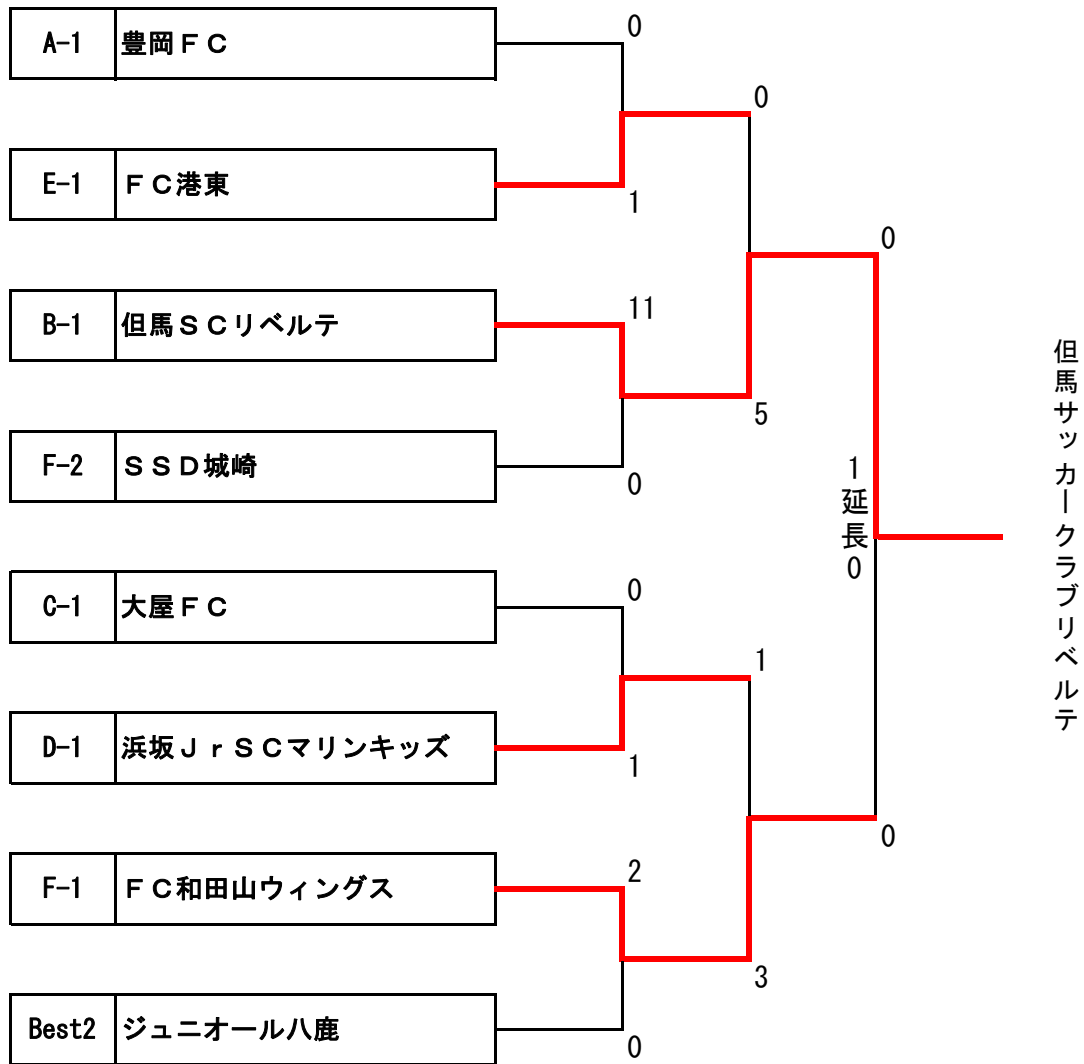 A-1 豊岡ＦＣ
0
0
E-1 ＦＣ港東
1
0
B-1 但馬ＳＣリベルテ
11
5
F-2 ＳＳＤ城崎
0
1
延
長
0
但馬サッカークラブリベルテ
C-1 大屋ＦＣ
0
1
D-1 浜坂ＪｒＳＣマリンキッズ
1
0
F-1 ＦＣ和田山ウィングス
2
3
Best2 ジュニオール八鹿
0